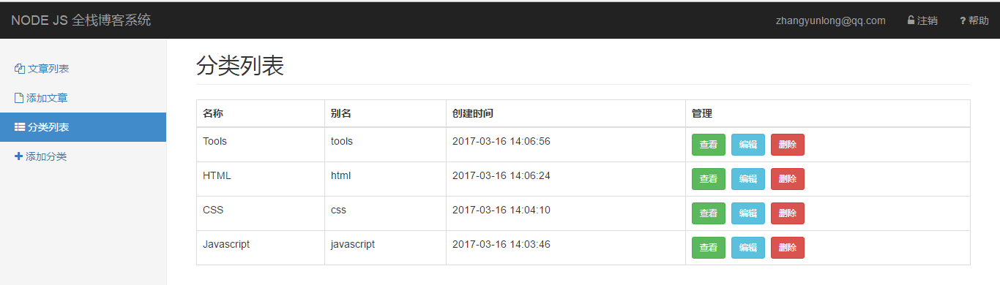 NODE JS 全栈博客系统 zhangyunlong@qq.com 注销 ? 帮助
文章列表
添加文章
分类列表
添加分类
分类列表
名称 别名 创建时间 管理
Tools tools 2017-03-16 14:06:56 查看 编辑 删除
HTML html 2017-03-16 14:06:24 查看 编辑 删除
CSS css 2017-03-16 14:04:10 查看 编辑 删除
Javascript javascript 2017-03-16 14:03:46 查看 编辑 删除